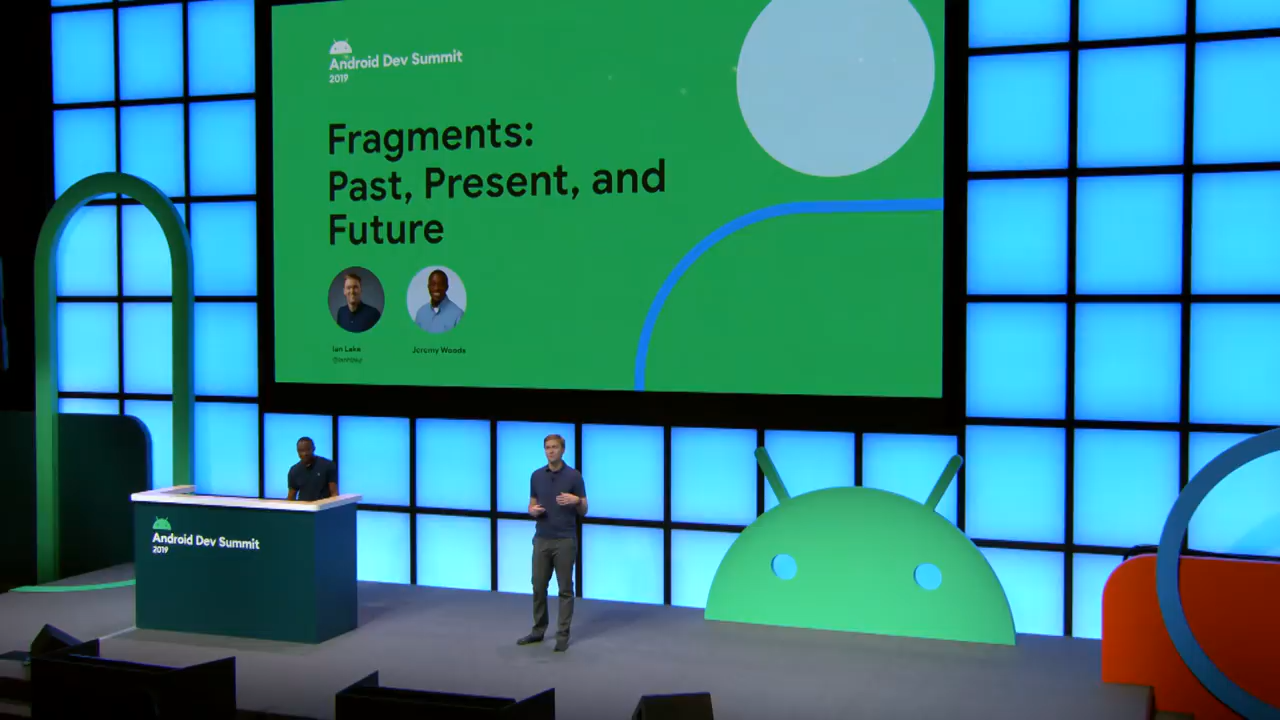 Android Dev Summit
2019
Fragments:
Past, Present, and
Future
Ian Lake
Jeremy Woods
Android Dev Summit
2019